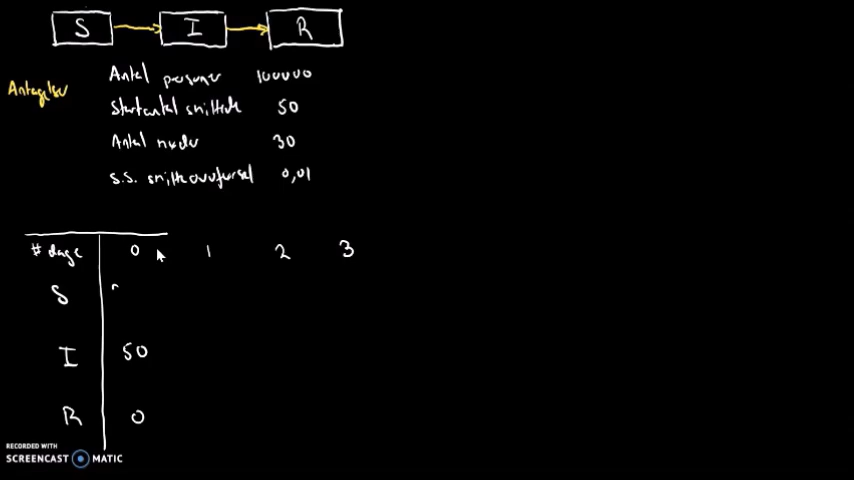 S I R
Antagelser
Antal personer 100000
Startantal smittede 50
Antal møder 30
s.s. smitteoverførsel 0,01
# dage 0 1 2 3
S
I 50
R 0
RECORDED WITH
SCREENCAST MATIC